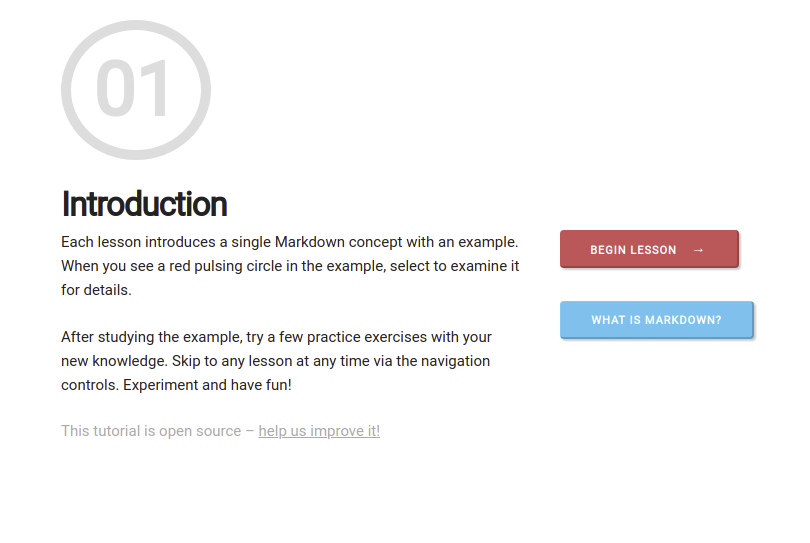 01
Introduction
Each lesson introduces a single Markdown concept with an example.
When you see a red pulsing circle in the example, select to examine it
for details.
After studying the example, try a few practice exercises with your
new knowledge. Skip to any lesson at any time via the navigation
controls. Experiment and have fun!
This tutorial is open source – help us improve it!
BEGIN LESSON →
WHAT IS MARKDOWN?